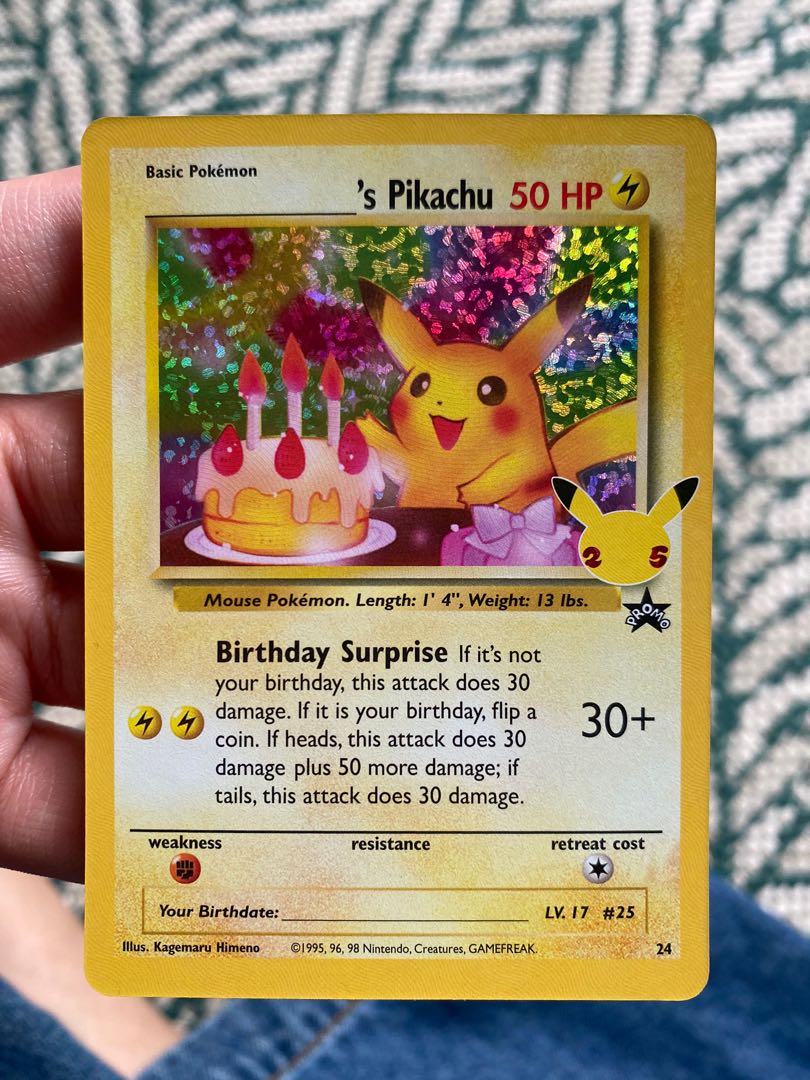 Basic Pokémon
____________'s Pikachu 50 HP
25
Mouse Pokémon. Length: 1' 4", Weight: 13 lbs.
PROMO
Birthday Surprise If it's not
your birthday, this attack does 30
damage. If it is your birthday, flip a
coin. If heads, this attack does 30
damage plus 50 more damage; if
tails, this attack does 30 damage.
30+
weakness resistance retreat cost
Your Birthdate:____________ LV. 17 #25
Illus. Kagemaru Himeno ©1995, 96, 98 Nintendo, Creatures, GAMEFREAK. 24